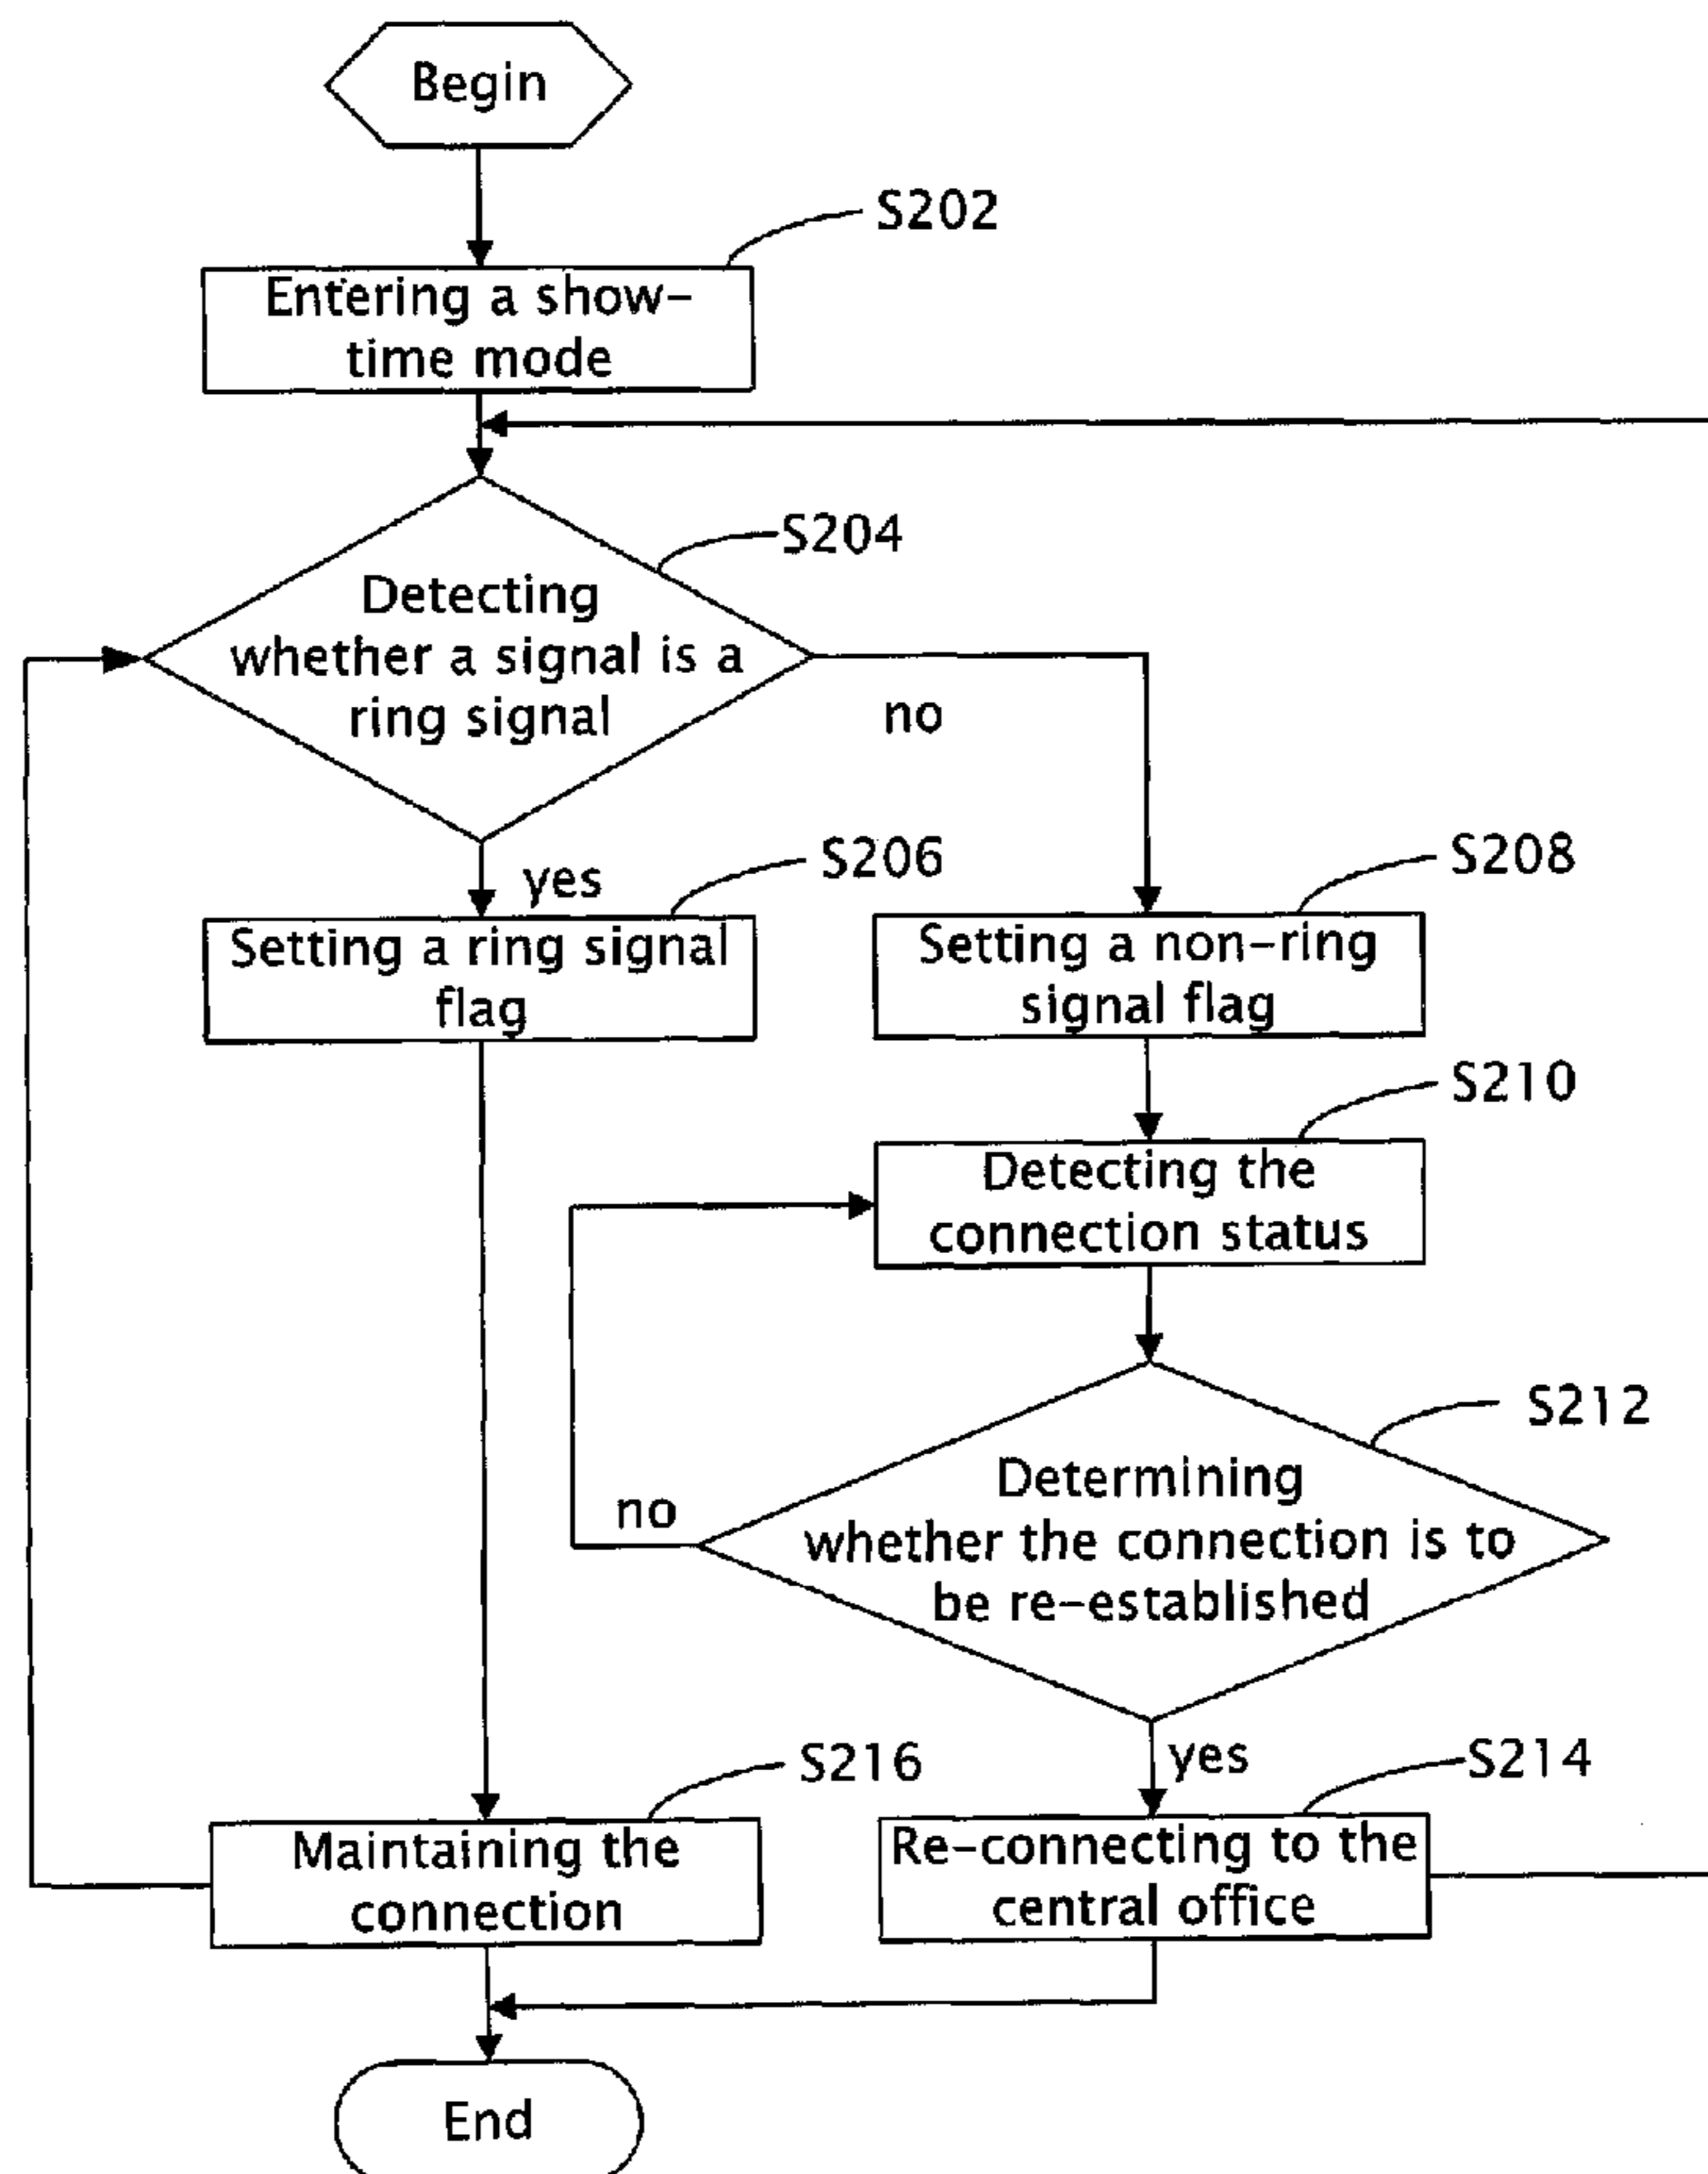 Begin
S202
Entering a show-
time mode
S204
Detecting
whether a signal is a
ring signal
no
yes
S206
S208
Setting a ring signal
flag
Setting a non-ring
signal flag
S210
Detecting the
connection status
S212
Determining
whether the connection is to
be re-established
no
yes
S216
S214
Maintaining the
connection
Re-connecting to the
central office
End